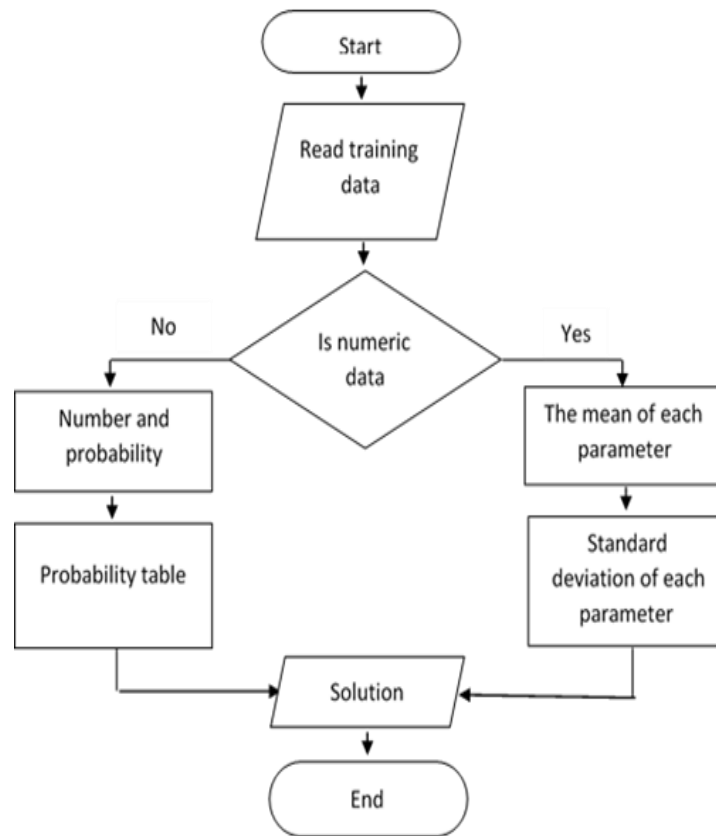 Start
Read training
data
No
Is numeric
data
Yes
Number and
probability
The mean of each
parameter
Probability table
Standard
deviation of each
parameter
Solution
End